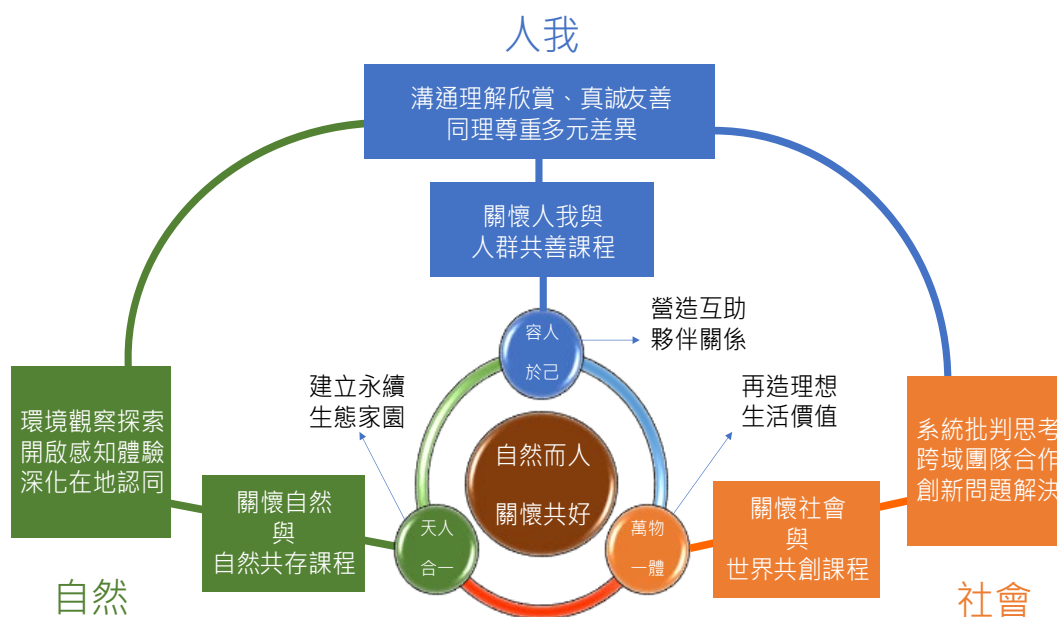 人我
溝通理解欣賞、真誠友善
同理尊重多元差異
關懷人我與
人群共善課程
容人
於己
營造互助
夥伴關係
建立永續
生態家園
再造理想
生活價值
自然而人
關懷共好
環境觀察探索
開啟感知體驗
深化在地認同
關懷自然
與
自然共存課程
天人
合一
萬物
一體
關懷社會
與
世界共創課程
系統批判思考
跨域團隊合作
創新問題解決
自然
社會